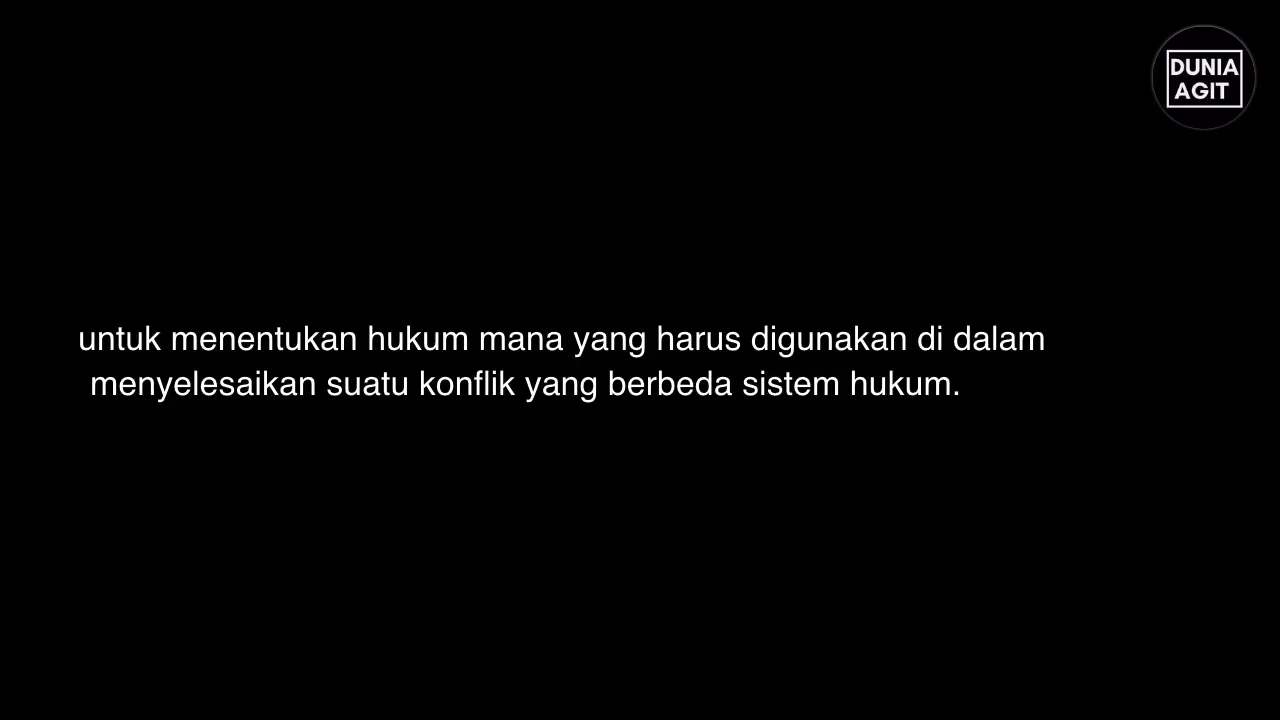 DUNIA
AGIT
untuk menentukan hukum mana yang harus digunakan di dalam
menyelesaikan suatu konflik yang berbeda sistem hukum.